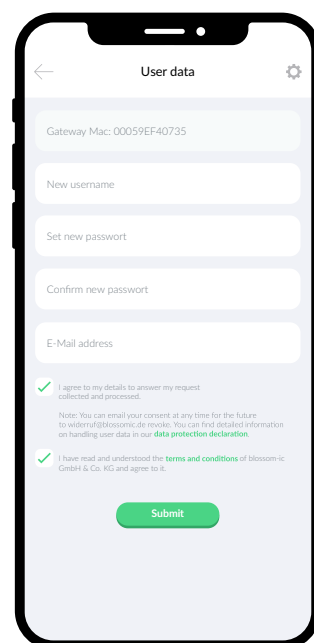 User data
Gateway Mac: 00059EF40735
New username
Set new passwort
Confirm new passwort
E-Mail address
I agree to my details to answer my request
collected and processed.
Note: You can email your consent at any time for the future
to widerruf@blossomic.de revoke. You can find detailed information
on handling user data in our data protection declaration.
I have read and understood the terms and conditions of blossom-ic
GmbH & Co. KG and agree to it.
Submit